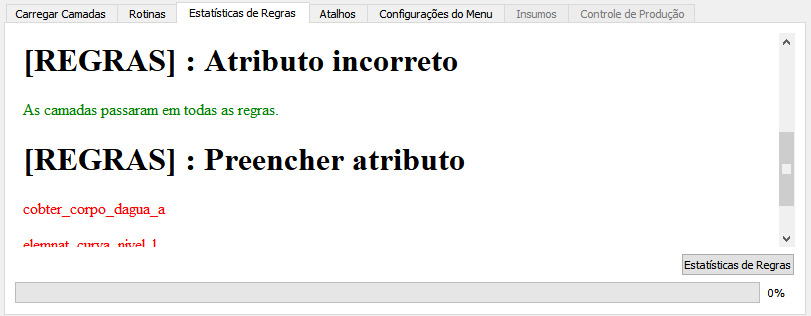 Carregar Camadas Rotinas Estatísticas de Regras Atalhos Configurações do Menu Insumos Controle de Produção
[REGRAS] : Atributo incorreto
As camadas passaram em todas as regras.
[REGRAS] : Preencher atributo
cobter_corpo_dagua_a
elemnat_curva_nivel_l
Estatísticas de Regras
0%